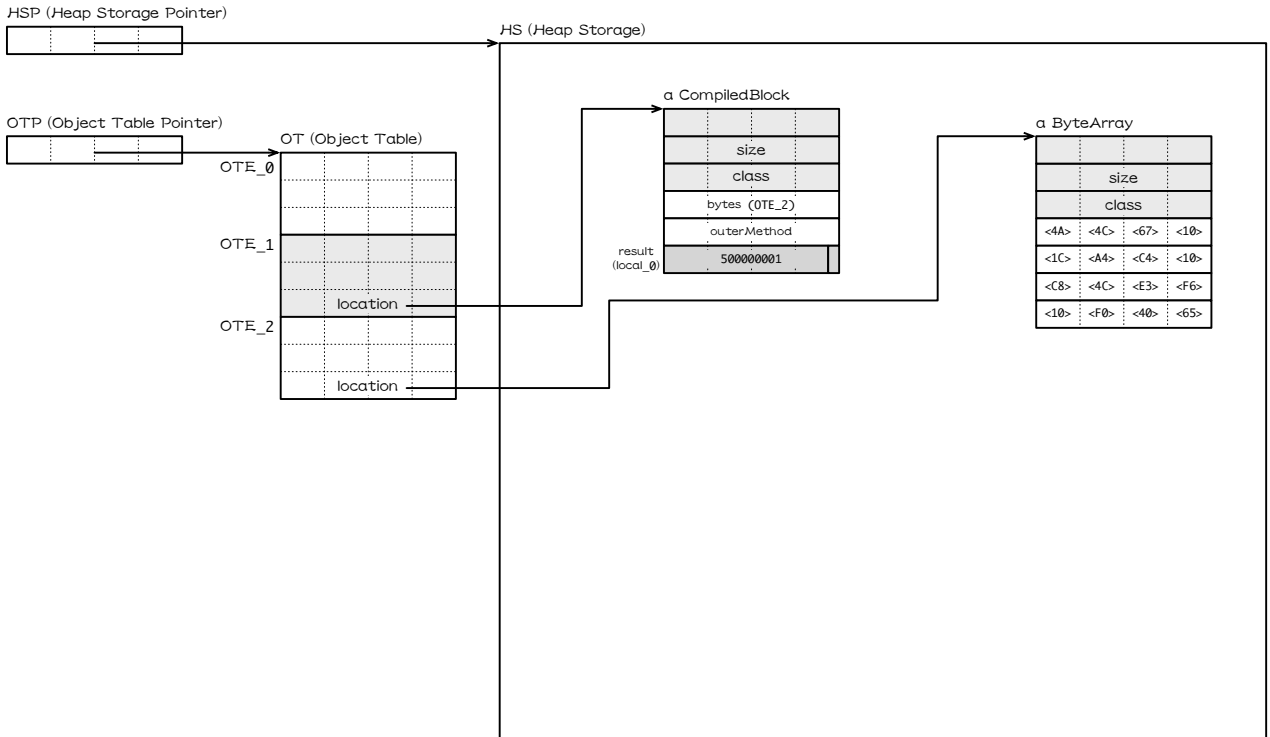 HSP (Heap Storage Pointer)
HS (Heap Storage)
OTP (Object Table Pointer)
OT (Object Table)
OTE_0
OTE_1
location
OTE_2
location
a CompiledBlock
size
class
bytes (OTE_2)
outerMethod
result
(local_0)
500000001
a ByteArray
size
class
<4A> <4C> <67> <10>
<1C> <A4> <C4> <10>
<C8> <4C> <E3> <F6>
<10> <F0> <40> <65>